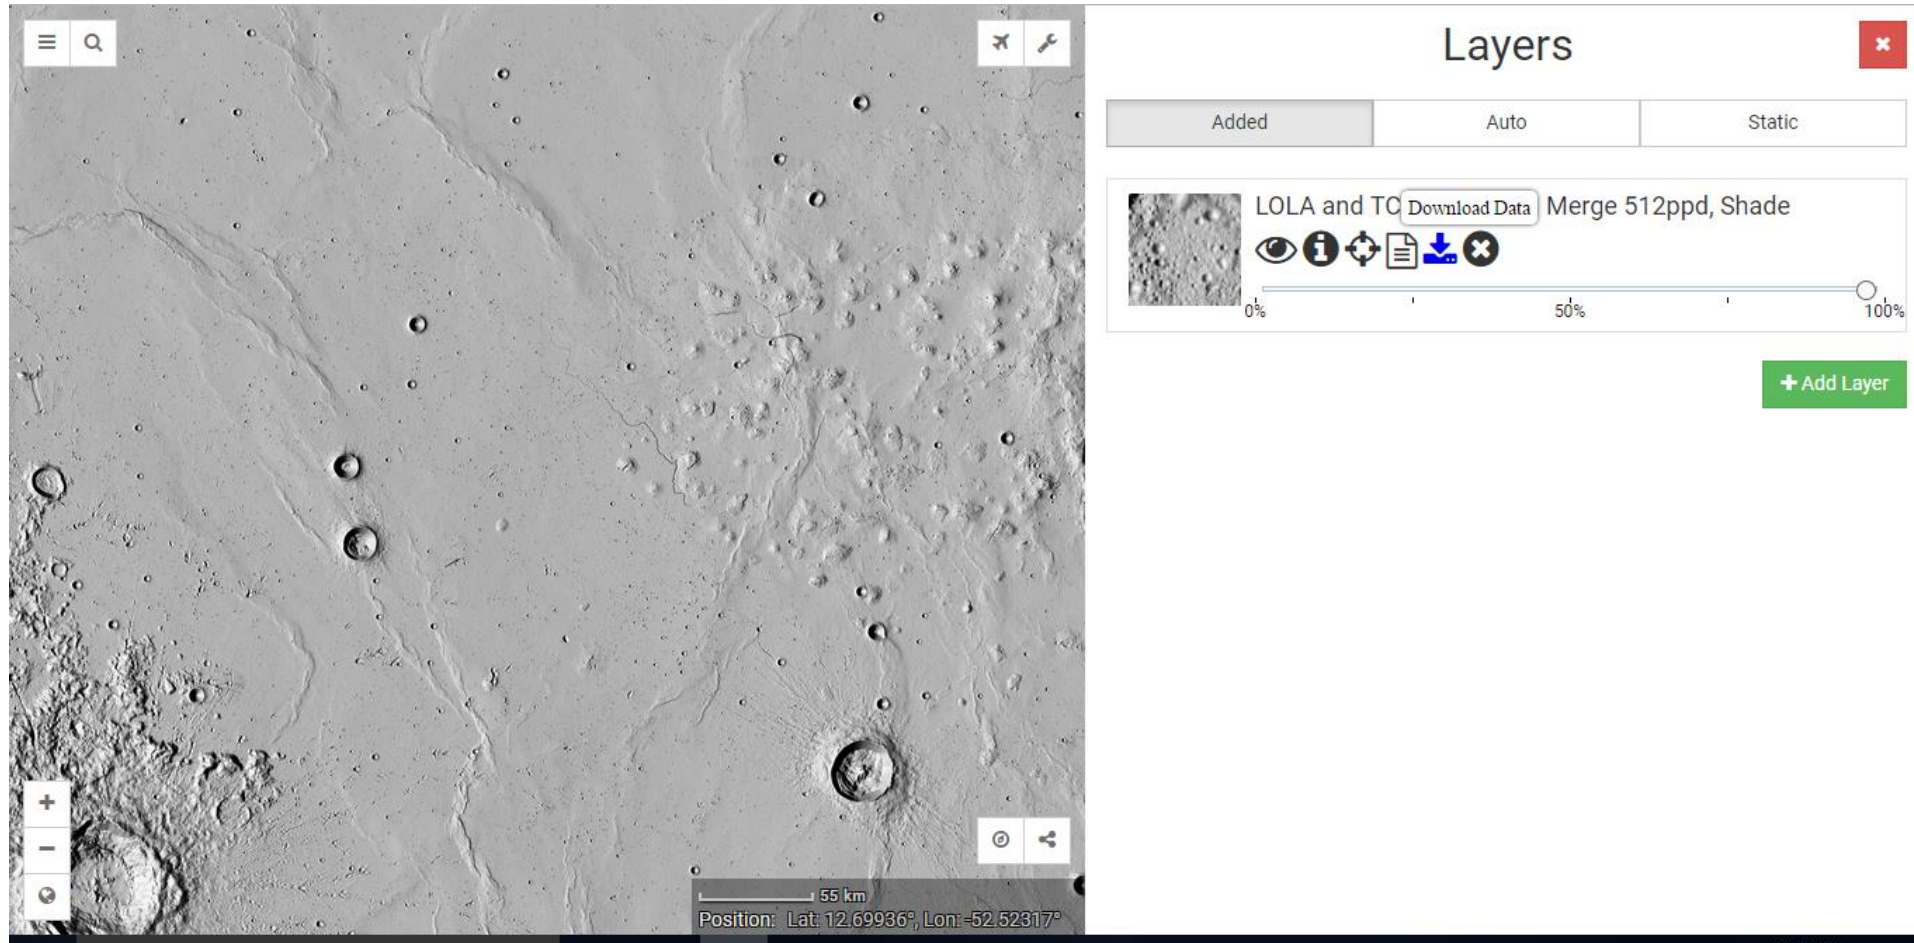 Layers
Added
Auto
Static
LOLA and TC Merge 512ppd, Shade
Download Data
0%
50%
100%
Add Layer
55 km
Position: Lat: 12.69936°, Lon: -52.52317°